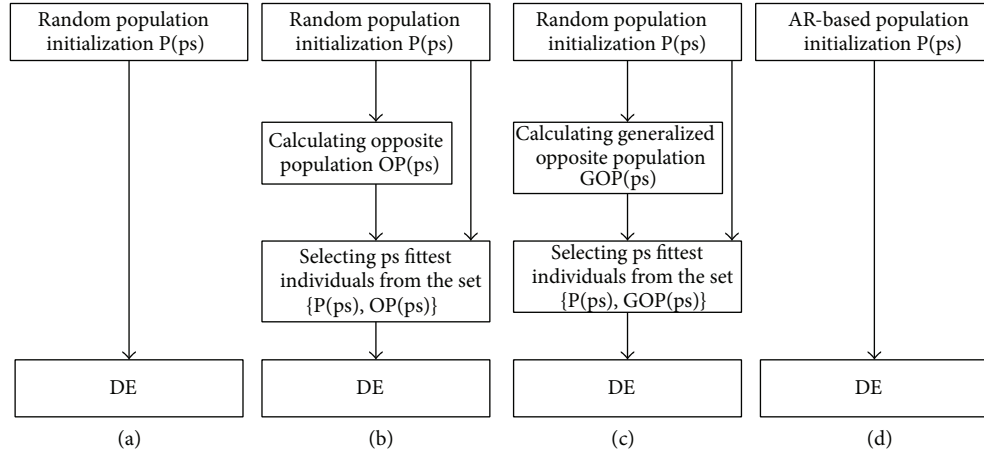 Random population
initialization P(ps)
DE
(a)
Random population
initialization P(ps)
Calculating opposite
population OP(ps)
Selecting ps fittest
individuals from the set
{P(ps), OP(ps)}
DE
(b)
Random population
initialization P(ps)
Calculating generalized
opposite population
GOP(ps)
Selecting ps fittest
individuals from the set
{P(ps), GOP(ps)}
DE
(c)
AR-based population
initialization P(ps)
DE
(d)